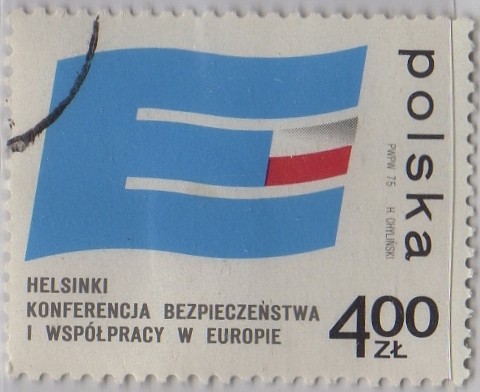 polska
PWPW 75 H. CHYLIŃSKI
HELSINKI
KONFERENCJA BEZPIECZEŃSTWA
I WSPÓŁPRACY W EUROPIE
4.00
ZŁ